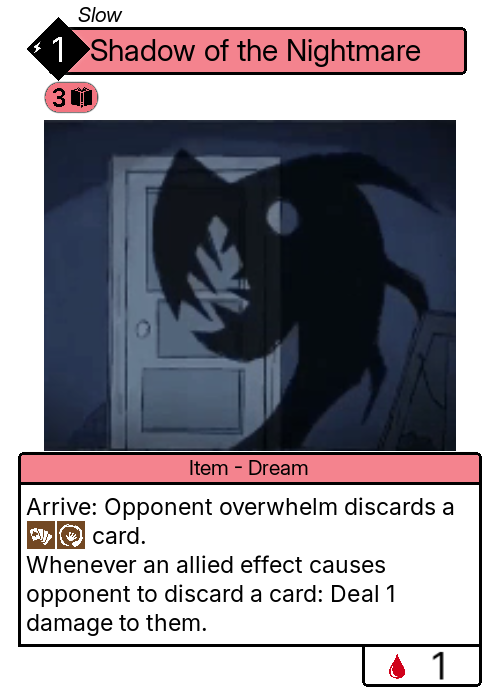 Slow
1 Shadow of the Nightmare
3
Item - Dream
Arrive: Opponent overwhelm discards a
card.
Whenever an allied effect causes
opponent to discard a card: Deal 1
damage to them.
1